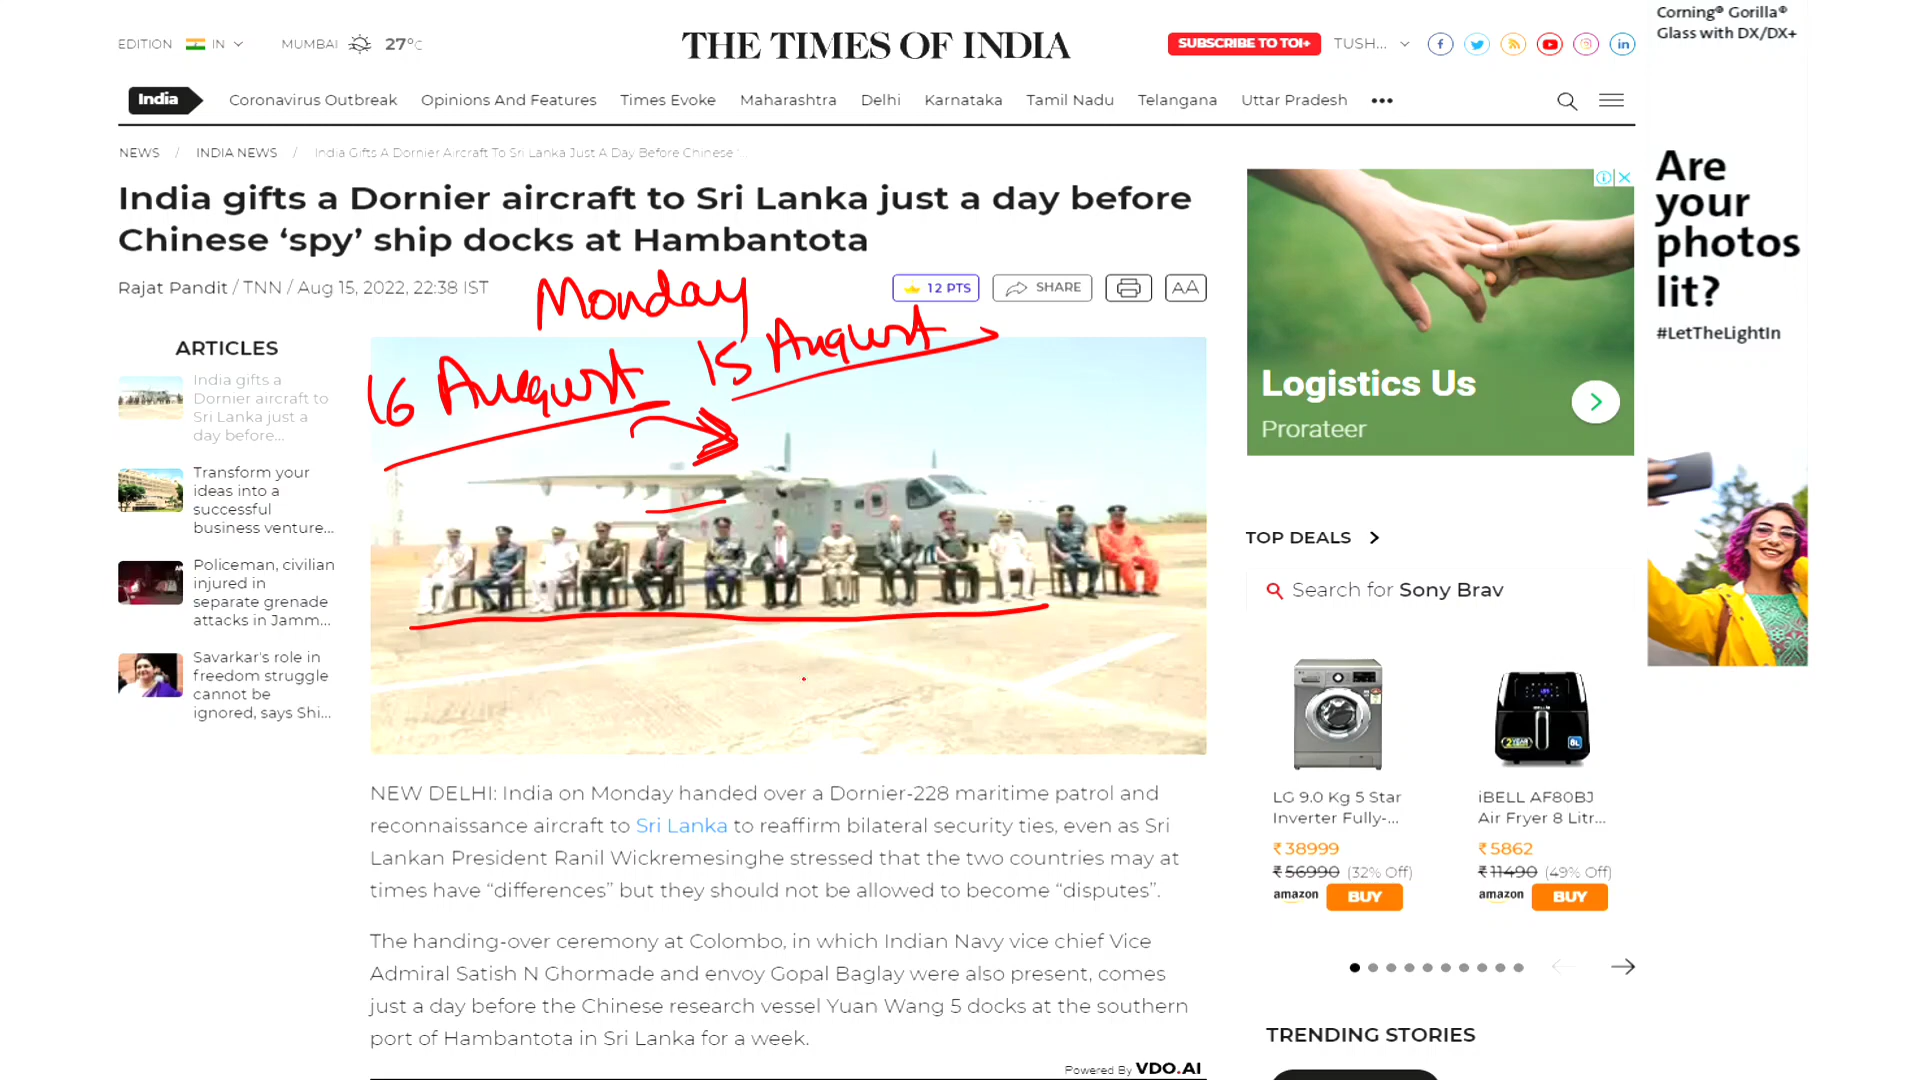 EDITION IN
MUMBAI 27°C
THE TIMES OF INDIA
SUBSCRIBE TO TOI+
TUSH...
India
Coronavirus Outbreak
Opinions And Features
Times Evoke
Maharashtra
Delhi
Karnataka
Tamil Nadu
Telangana
Uttar Pradesh
NEWS / INDIA NEWS / India Gifts A Dornier Aircraft To Sri Lanka Just A Day Before Chinese '...
India gifts a Dornier aircraft to Sri Lanka just a day before
Chinese ‘spy’ ship docks at Hambantota
Rajat Pandit / TNN / Aug 15, 2022, 22:38 IST
12 PTS
SHARE
AA
Monday
16 August
15 August
ARTICLES
India gifts a
Dornier aircraft to
Sri Lanka just a
day before...
Transform your
ideas into a
successful
business venture...
Policeman, civilian
injured in
separate grenade
attacks in Jamm...
Savarkar's role in
freedom struggle
cannot be
ignored, says Shi...
NEW DELHI: India on Monday handed over a Dornier-228 maritime patrol and
reconnaissance aircraft to Sri Lanka to reaffirm bilateral security ties, even as Sri
Lankan President Ranil Wickremesinghe stressed that the two countries may at
times have “differences” but they should not be allowed to become “disputes”.
The handing-over ceremony at Colombo, in which Indian Navy vice chief Vice
Admiral Satish N Ghormade and envoy Gopal Baglay were also present, comes
just a day before the Chinese research vessel Yuan Wang 5 docks at the southern
port of Hambantota in Sri Lanka for a week.
Powered By VDO.AI
Logistics Us
Prorateer
TOP DEALS
Search for Sony Brav
LG 9.0 Kg 5 Star
Inverter Fully-...
₹38999
₹56990 (32% Off)
amazon BUY
iBELL AF80BJ
Air Fryer 8 Litr...
₹5862
₹11490 (49% Off)
amazon BUY
TRENDING STORIES
Corning® Gorilla®
Glass with DX/DX+
Are
your
photos
lit?
#LetTheLightIn